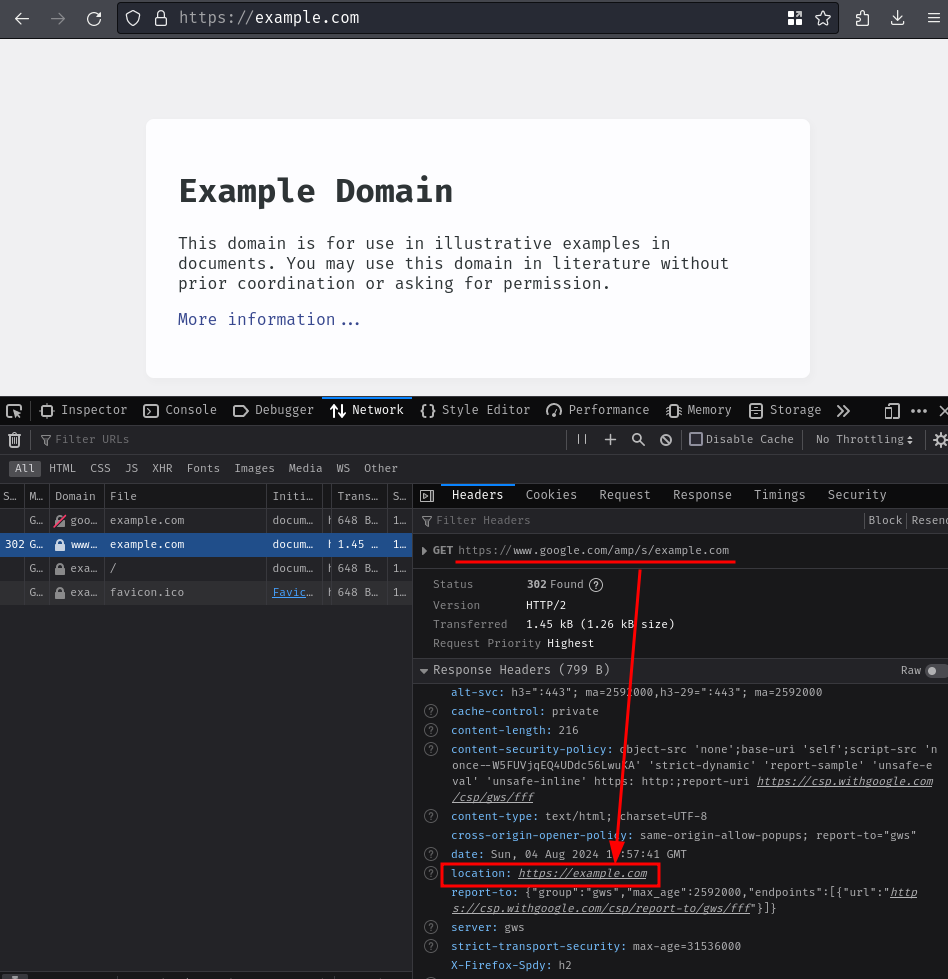 https://example.com
Example Domain
This domain is for use in illustrative examples in
documents. You may use this domain in literature without
prior coordination or asking for permission.
More information...
Inspector Console Debugger Network Style Editor Performance Memory Storage
Filter URLs Disable Cache No Throttling
All HTML CSS JS XHR Fonts Images Media WS Other
S… M… Domain File Initi… Trans… S…
G… goo… example.com docum… 648 B… 1…
302 G… www… example.com docum… 1.45 … 1…
G… exa… / docum… 648 B… 1…
G… exa… favicon.ico Favic… 648 B… 1…
Headers Cookies Request Response Timings Security
Filter Headers Block Resend
GET https://www.google.com/amp/s/example.com
Status 302 Found
Version HTTP/2
Transferred 1.45 kB (1.26 kB size)
Request Priority Highest
Response Headers (799 B) Raw
alt-svc: h3=":443"; ma=2592000,h3-29=":443"; ma=2592000
cache-control: private
content-length: 216
content-security-policy: object-src 'none';base-uri 'self';script-src 'n
once--W5FUVjqEQ4UDdc56LwuKA' 'strict-dynamic' 'report-sample' 'unsafe-e
val' 'unsafe-inline' https: http:;report-uri https://csp.withgoogle.com
/csp/gws/fff
content-type: text/html; charset=UTF-8
cross-origin-opener-policy: same-origin-allow-popups; report-to="gws"
date: Sun, 04 Aug 2024 GMT
location: https://example.com
report-to: {"group":"gws","max_age":2592000,"endpoints":[{"url":"http
s://csp.withgoogle.com/csp/report-to/gws/fff"}]}
server: gws
strict-transport-security: max-age=31536000
X-Firefox-Spdy: h2